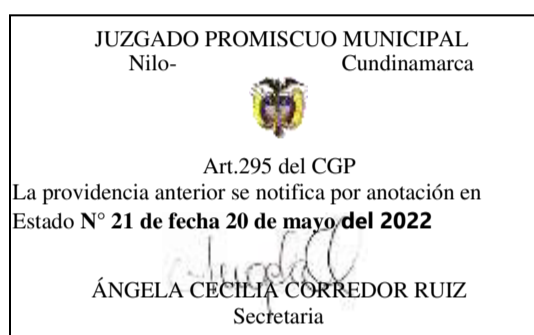 JUZGADO PROMISCUO MUNICIPAL
Nilo- Cundinamarca
Art.295 del CGP
La providencia anterior se notifica por anotación en
Estado N° 21 de fecha 20 de mayo del 2022
ÁNGELA CECILIA CORREDOR RUIZ
Secretaria